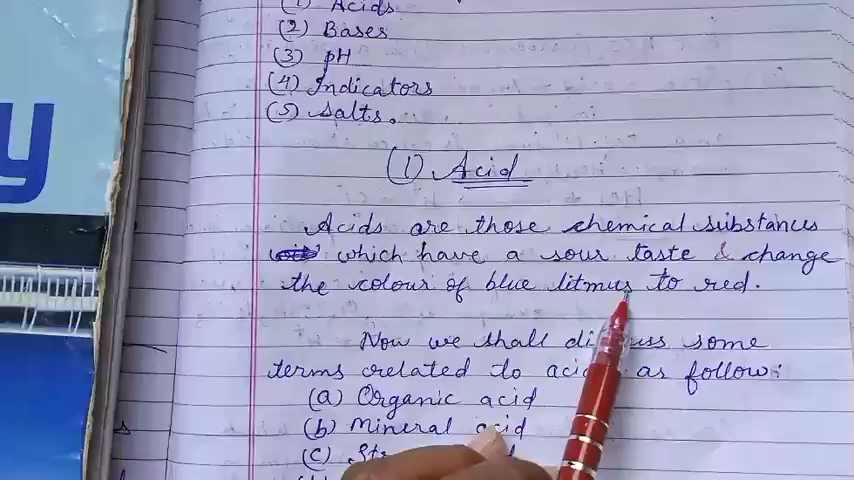 (1) Acids
(2) Bases
(3) pH
(4) Indicators
(5) Salts.
(1) Acid
Acids are those chemical substances
which have a sour taste & change
the colour of blue litmus to red.
Now we shall discuss some
terms related to acid as follow:
(a) Organic acid
(b) Mineral acid
(c)
y